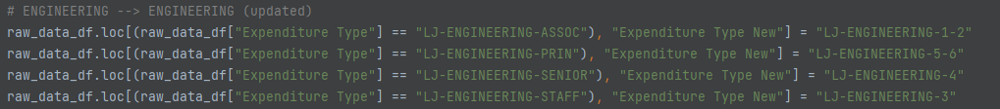 # ENGINEERING --> ENGINEERING (updated)
raw_data_df.loc[(raw_data_df["Expenditure Type"] == "LJ-ENGINEERING-ASSOC"), "Expenditure Type New"] = "LJ-ENGINEERING-1-2"
raw_data_df.loc[(raw_data_df["Expenditure Type"] == "LJ-ENGINEERING-PRIN"), "Expenditure Type New"] = "LJ-ENGINEERING-5-6"
raw_data_df.loc[(raw_data_df["Expenditure Type"] == "LJ-ENGINEERING-SENIOR"), "Expenditure Type New"] = "LJ-ENGINEERING-4"
raw_data_df.loc[(raw_data_df["Expenditure Type"] == "LJ-ENGINEERING-STAFF"), "Expenditure Type New"] = "LJ-ENGINEERING-3"